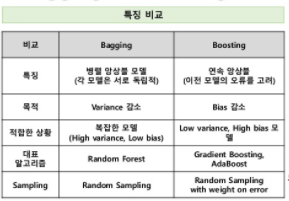 특징 비교
비교
Bagging
Boosting
특징
병렬 앙상블 모델
(각 모델은 서로 독립적)
연속 앙상블
(이전 모델의 오류를 고려)
목적
Variance 감소
Bias 감소
적합한 상황
복잡한 모델
(High variance, Low bias)
Low variance, High bias 모
델
대표
알고리즘
Random Forest
Gradient Boosting,
AdaBoost
Sampling
Random Sampling
Random Sampling
with weight on error